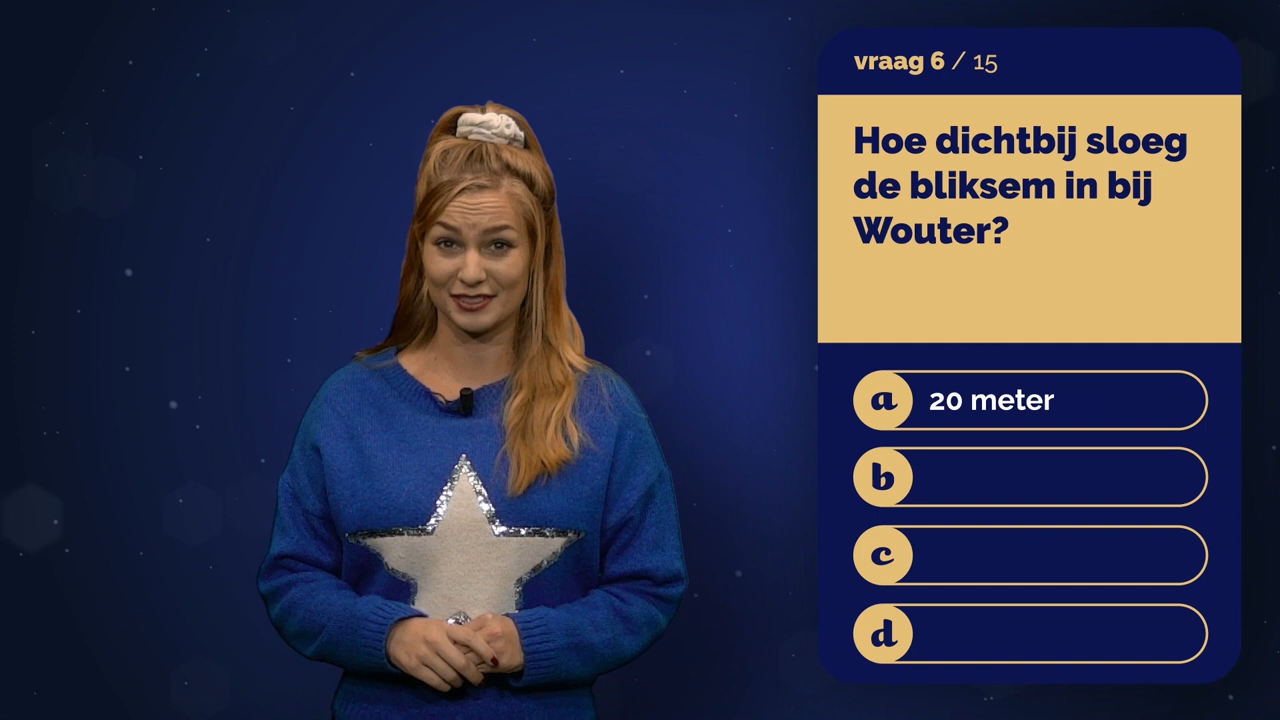 vraag 6 / 15
Hoe dichtbij sloeg
de bliksem in bij
Wouter?
a 20 meter
b
c
d